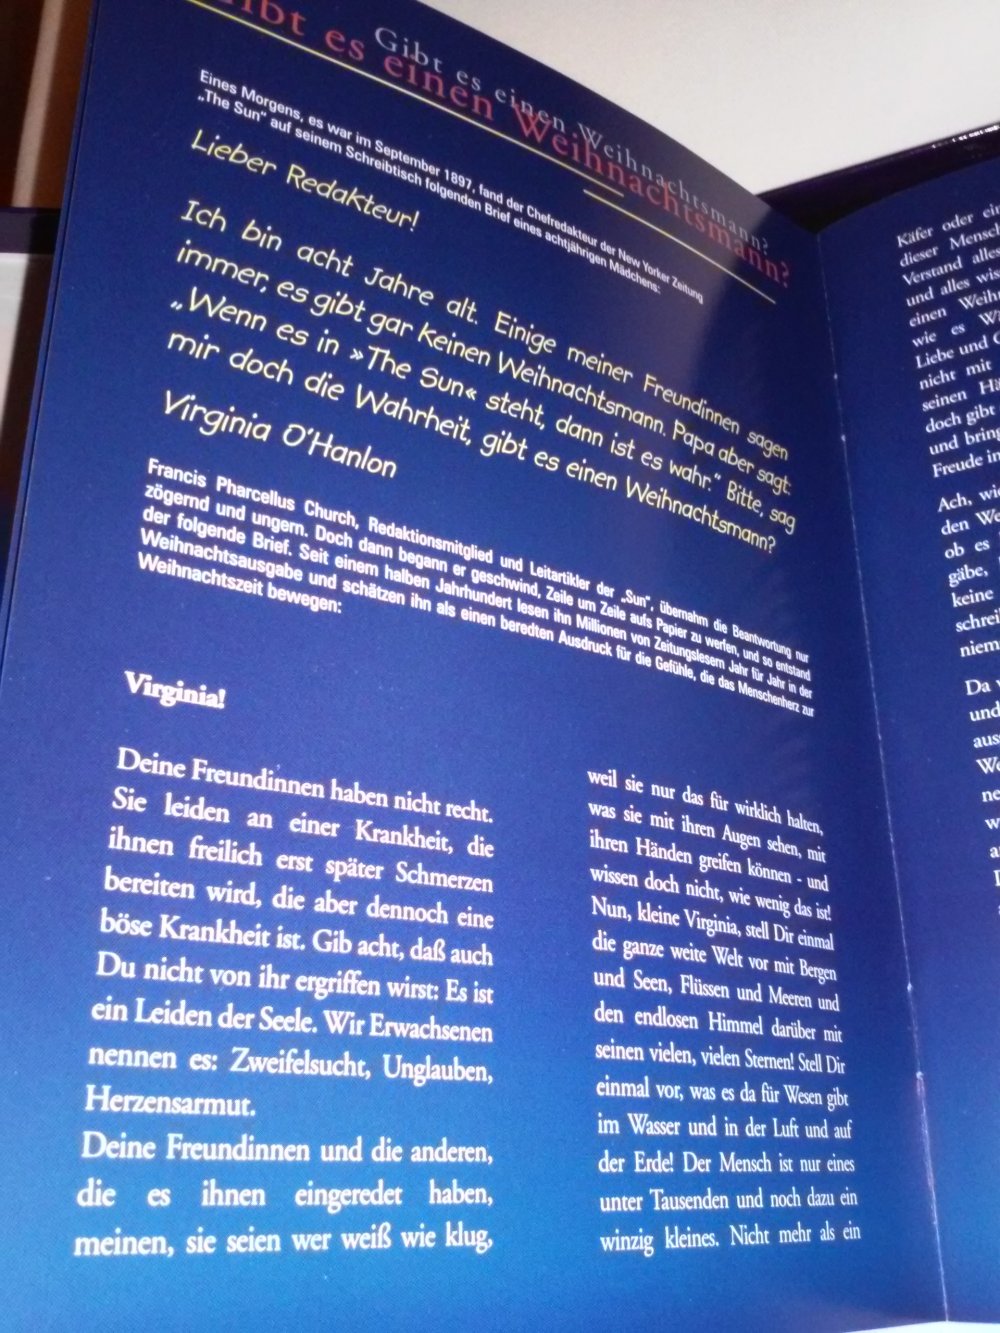 Gibt es einen Weihnachtsmann?
Gibt es einen Weihnachtsmann?
Eines Morgens, es war im September 1897, fand der Chefredakteur der New Yorker Zeitung
„The Sun“ auf seinem Schreibtisch folgenden Brief eines achtjährigen Mädchens:
Lieber Redakteur!
Ich bin acht Jahre alt. Einige meiner Freundinnen sagen
immer, es gibt gar keinen Weihnachtsmann. Papa aber sagt:
„Wenn es in »The Sun« steht, dann ist es wahr.“ Bitte, sag
mir doch die Wahrheit, gibt es einen Weihnachtsmann?
Virginia O'Hanlon
Francis Pharcellus Church, Redaktionsmitglied und Leitartikler der „Sun“, übernahm die Beantwortung nur
zögernd und ungern. Doch dann begann er geschwind, Zeile um Zeile aufs Papier zu werfen, und so entstand
der folgende Brief. Seit einem halben Jahrhundert lesen ihn Millionen von Zeitungslesern Jahr für Jahr in der
Weihnachtsausgabe und schätzen ihn als einen beredten Ausdruck für die Gefühle, die das Menschenherz zur
Weihnachtszeit bewegen:
Virginia!
Deine Freundinnen haben nicht recht.
Sie leiden an einer Krankheit, die
ihnen freilich erst später Schmerzen
bereiten wird, die aber dennoch eine
böse Krankheit ist. Gib acht, daß auch
Du nicht von ihr ergriffen wirst: Es ist
ein Leiden der Seele. Wir Erwachsenen
nennen es: Zweifelsucht, Unglauben,
Herzensarmut.
Deine Freundinnen und die anderen,
die es ihnen eingeredet haben,
meinen, sie seien wer weiß wie klug,
weil sie nur das für wirklich halten,
was sie mit ihren Augen sehen, mit
ihren Händen greifen können - und
wissen doch nicht, wie wenig das ist!
Nun, kleine Virginia, stell Dir einmal
die ganze weite Welt vor mit Bergen
und Seen, Flüssen und Meeren und
den endlosen Himmel darüber mit
seinen vielen, vielen Sternen! Stell Dir
einmal vor, was es da für Wesen gibt
im Wasser und in der Luft und auf
der Erde! Der Mensch ist nur eines
unter Tausenden und noch dazu ein
winzig kleines. Nicht mehr als ein
Käfer oder ein
dieser
Verstand
und alles
einen
wie es
Liebe und
nicht mit
seinen
doch gibt
und
Freude
Ach,
den
ob es
gäbe,
keine
Da
und